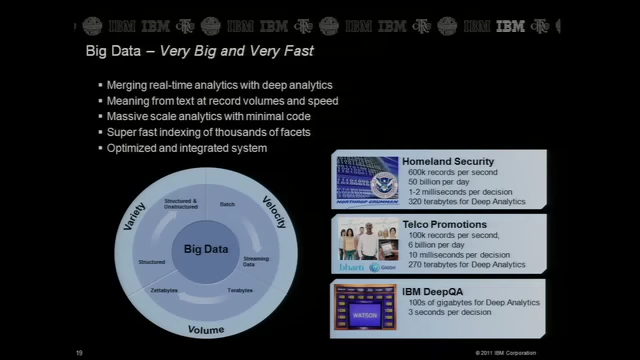 IBM IBM IBM IBM IBM IBM
Big Data – Very Big and Very Fast
▪ Merging real-time analytics with deep analytics
▪ Meaning from text at record volumes and speed
▪ Massive scale analytics with minimal code
▪ Super fast indexing of thousands of facets
▪ Optimized and integrated system
Variety
Velocity
Volume
Structured & Unstructured
Batch
Structured
Streaming Data
Zettabytes
Terabytes
Big Data
Homeland Security
600k records per second
50 billion per day
1-2 milliseconds per decision
320 terabytes for Deep Analytics
NORTHROP GRUMMAN
Telco Promotions
100k records per second,
6 billion per day
10 milliseconds per decision
270 terabytes for Deep Analytics
bharti
IBM DeepQA
100s of gigabytes for Deep Analytics
3 seconds per decision
WATSON
19
© 2011 IBM Corporation